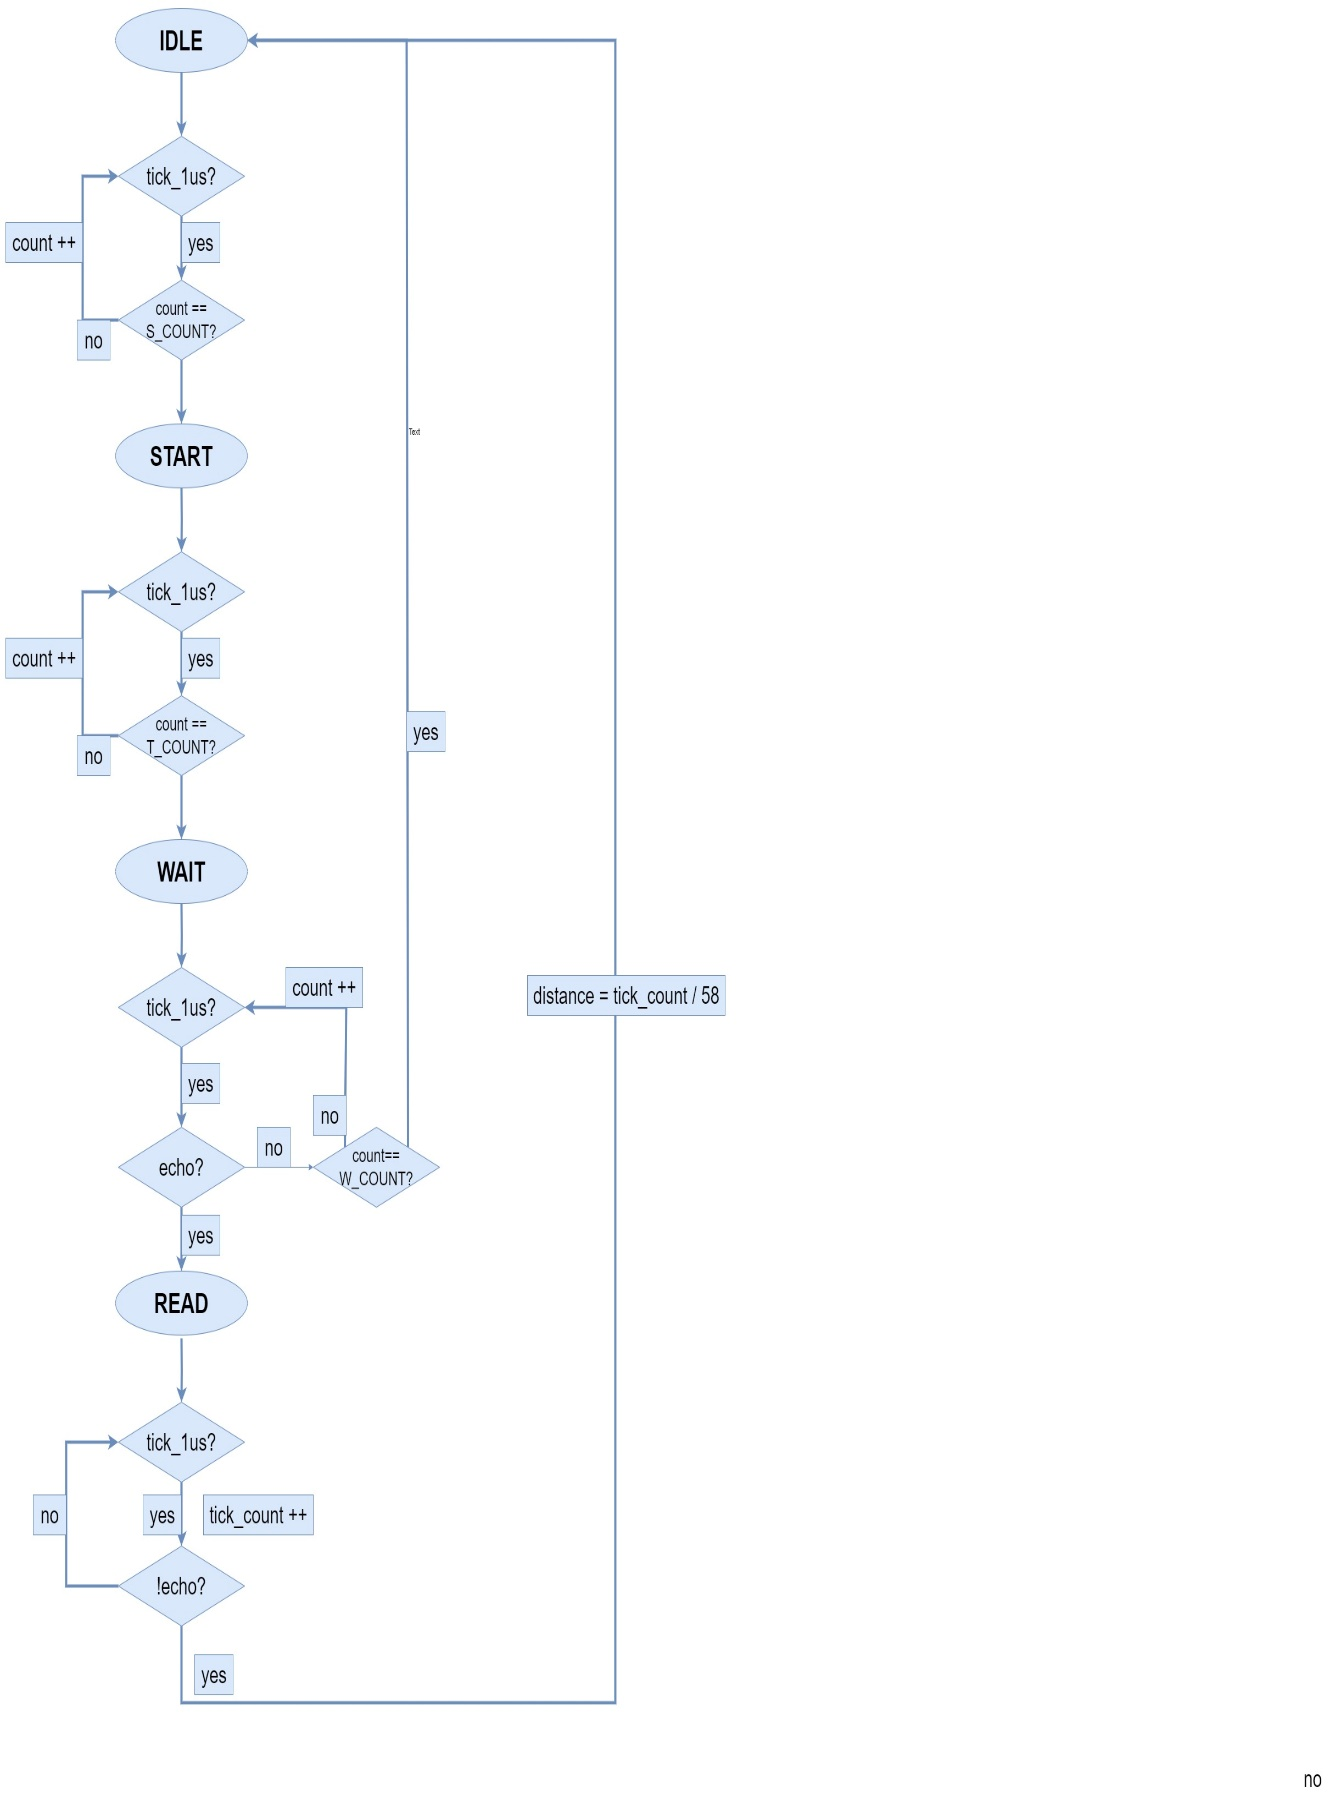 IDLE
tick_1us?
count ++
yes
count ==
S_COUNT?
no
Text
START
tick_1us?
count ++
yes
count ==
T_COUNT?
no
yes
WAIT
count ++
tick_1us?
distance = tick_count / 58
yes
no
no
echo?
count==
W_COUNT?
yes
READ
tick_1us?
no
yes
tick_count ++
!echo?
yes
no